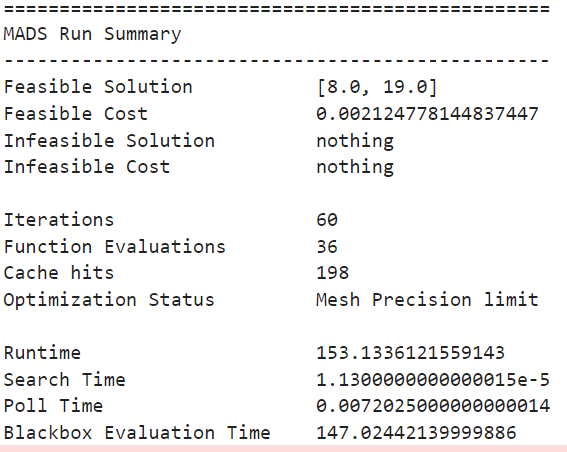 =================================================
MADS Run Summary
-------------------------------------------------
Feasible Solution [8.0, 19.0]
Feasible Cost 0.002124778144837447
Infeasible Solution nothing
Infeasible Cost nothing
Iterations 60
Function Evaluations 36
Cache hits 198
Optimization Status Mesh Precision limit
Runtime 153.1336121559143
Search Time 1.1300000000000015e-5
Poll Time 0.0072025000000000014
Blackbox Evaluation Time 147.02442139999886